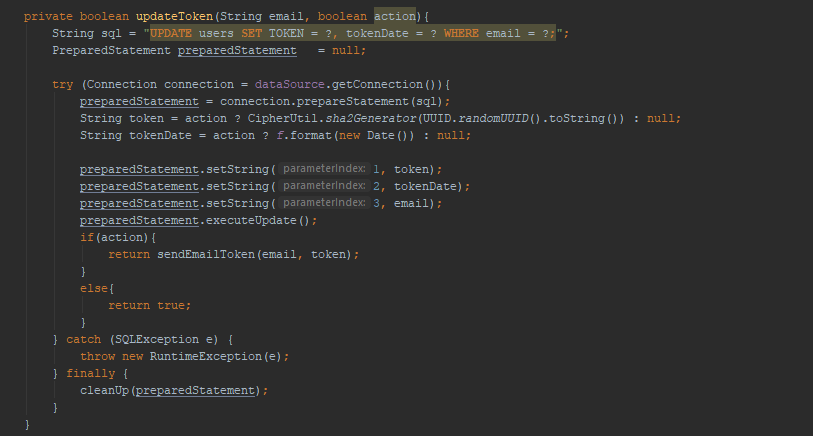 private boolean updateToken(String email, boolean action){
String sql = "UPDATE users SET TOKEN = ?, tokenDate = ? WHERE email = ?;";
PreparedStatement preparedStatement = null;
try (Connection connection = dataSource.getConnection()){
preparedStatement = connection.prepareStatement(sql);
String token = action ? CipherUtil.sha2Generator(UUID.randomUUID().toString()) : null;
String tokenDate = action ? f.format(new Date()) : null;
preparedStatement.setString( parameterIndex: 1, token);
preparedStatement.setString( parameterIndex: 2, tokenDate);
preparedStatement.setString( parameterIndex: 3, email);
preparedStatement.executeUpdate();
if(action){
return sendEmailToken(email, token);
}
else{
return true;
}
} catch (SQLException e) {
throw new RuntimeException(e);
} finally {
cleanUp(preparedStatement);
}
}